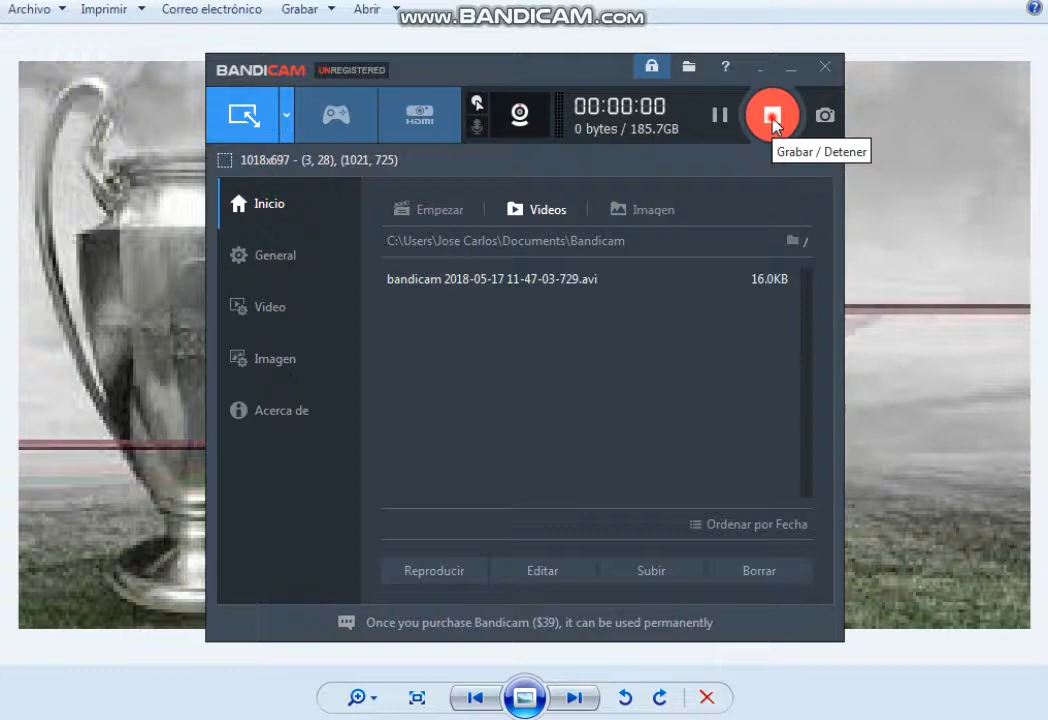 Archivo Imprimir Correo electrónico Grabar Abrir
www.BANDICAM.com
BANDICAM UNREGISTERED
HDMI
00:00:00
0 bytes / 185.7GB
Grabar / Detener
1018x697 - (3, 28), (1021, 725)
Inicio
General
Video
Imagen
Acerca de
Empezar Videos Imagen
C:\Users\Jose Carlos\Documents\Bandicam
bandicam 2018-05-17 11-47-03-729.avi 16.0KB
Ordenar por Fecha
Reproducir Editar Subir Borrar
Once you purchase Bandicam ($39), it can be used permanently